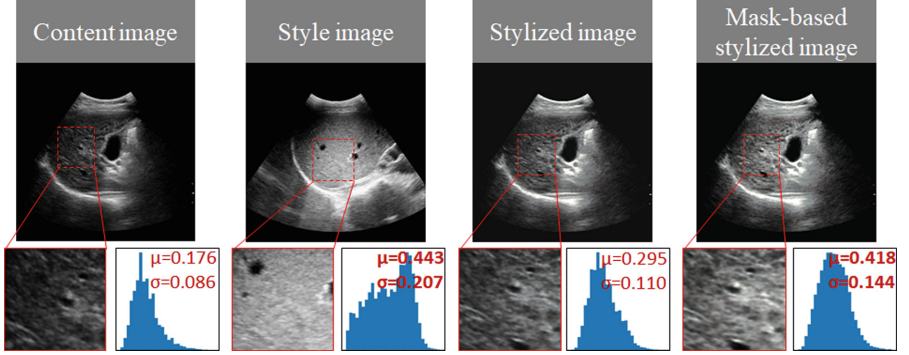 Content image
Style image
Stylized image
Mask-based
stylized image
μ=0.176
σ=0.086
μ=0.443
σ=0.207
μ=0.295
σ=0.110
μ=0.418
σ=0.144